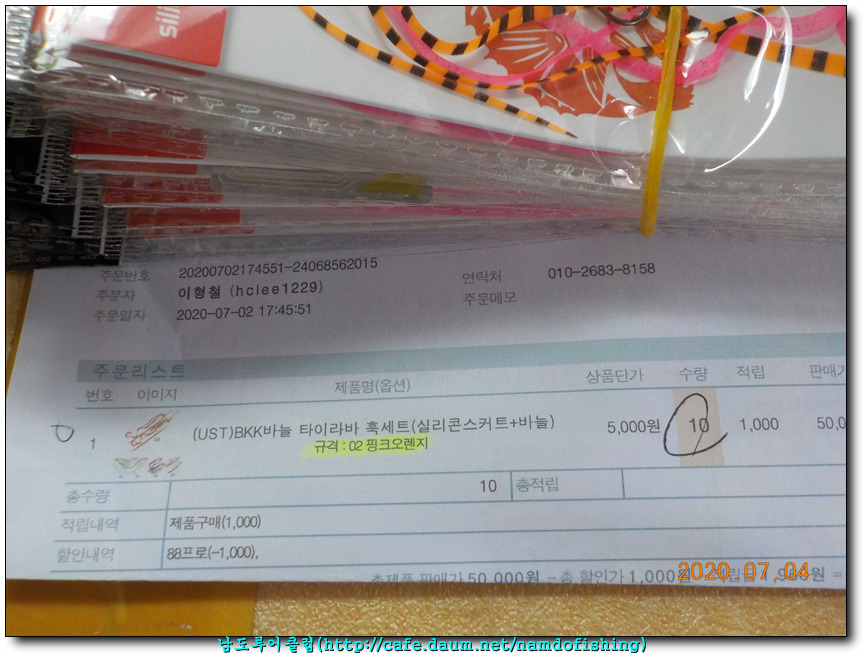 sili
주문번호 20200702174551-24068562015
연락처 010-2683-8158
주문자 이형철 (hclee1229)
주문메모
주문일자 2020-07-02 17:45:51
주문리스트
번호 이미지 제품명(옵션) 상품단가 수량 적립 판매가
1 (UST)BKK바늘 타이라바 훅세트(실리콘스커트+바늘) 5,000원 10 1,000 50,0
규격 : 02 핑크오렌지
총수량 10 총적립
적립내역 제품구매(1,000)
할인내역 88프로(-1,000),
총제품 판매가 50,000원 - 총 할인가 1,000원
2020.07.04
남도투어클럽(http://cafe.daum.net/namdofishing)